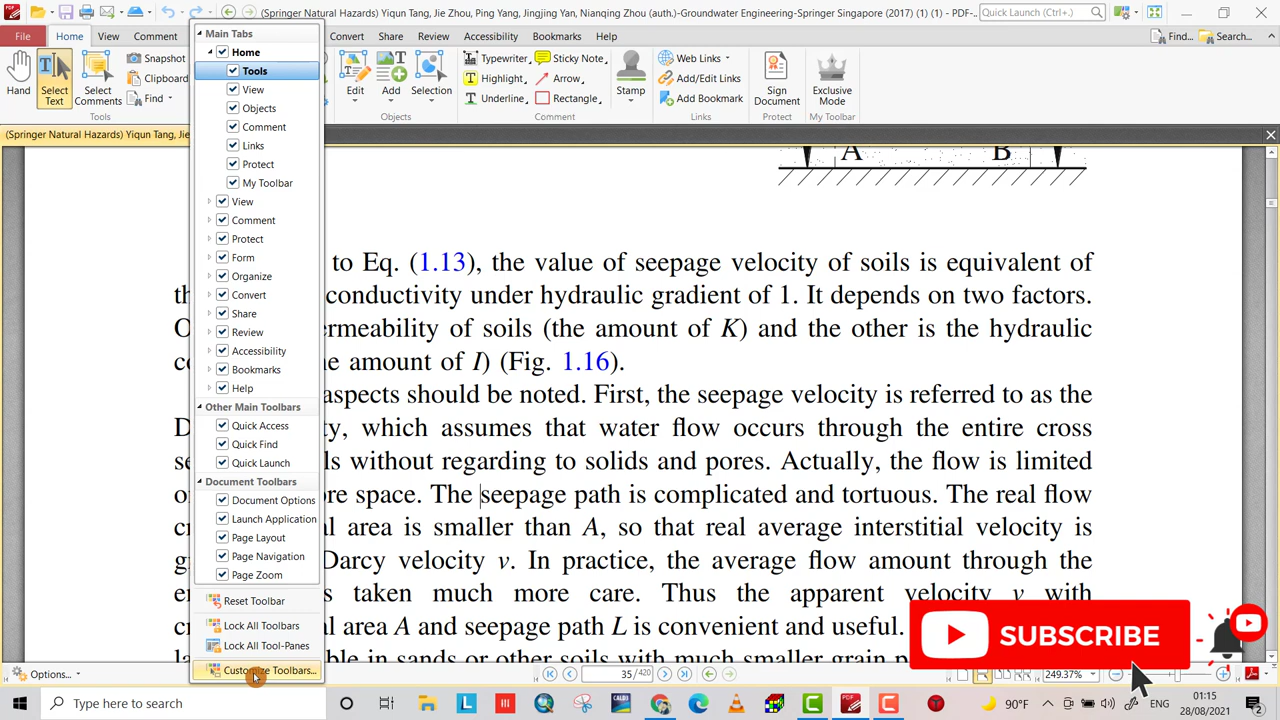 (Springer Natural Hazards) Yiqun Tang, Jie Zhou, Ping Yang, Jingjing Yan, Nianqing Zhou (auth.)-Groundwater Engineering-Springer Singapore (2017) (1) (1) - PDF-
Quick Launch (Ctrl+.)
File Home View Comment Convert Share Review Accessibility Bookmarks Help Find... Search...
Hand
Select Text
Select Comments
Snapshot
Clipboard
Find
Tools
Edit
Add
Selection
Objects
Typewriter
Highlight
Underline
Sticky Note
Arrow
Rectangle
Comment
Stamp
Web Links
Add/Edit Links
Add Bookmark
Links
Sign Document
Protect
Exclusive Mode
My Toolbar
(Springer Natural Hazards) Yiqun Tang, Jie
Main Tabs
Home
Tools
View
Objects
Comment
Links
Protect
My Toolbar
View
Comment
Protect
Form
Organize
Convert
Share
Review
Accessibility
Bookmarks
Help
Other Main Toolbars
Quick Access
Quick Find
Quick Launch
Document Toolbars
Document Options
Launch Application
Page Layout
Page Navigation
Page Zoom
Reset Toolbar
Lock All Toolbars
Lock All Tool-Panes
Customize Toolbars...
A B
to Eq. (1.13), the value of seepage velocity of soils is equivalent of
conductivity under hydraulic gradient of 1. It depends on two factors.
of soils (the amount of K) and the other is the hydraulic
amount of I) (Fig. 1.16).
aspects should be noted. First, the seepage velocity is referred to as the
which assumes that water flow occurs through the entire cross
without regarding to solids and pores. Actually, the flow is limited
space. The seepage path is complicated and tortuous. The real flow
area is smaller than A, so that real average interstitial velocity is
Darcy velocity v. In practice, the average flow amount through the
taken much more care. Thus the apparent velocity v with
area A and seepage path L is convenient and useful.
in sands or other soils with much smaller grain
SUBSCRIBE
Options...
35 /420
249.37%
Type here to search
90°F
ENG
01:15
28/08/2021
2